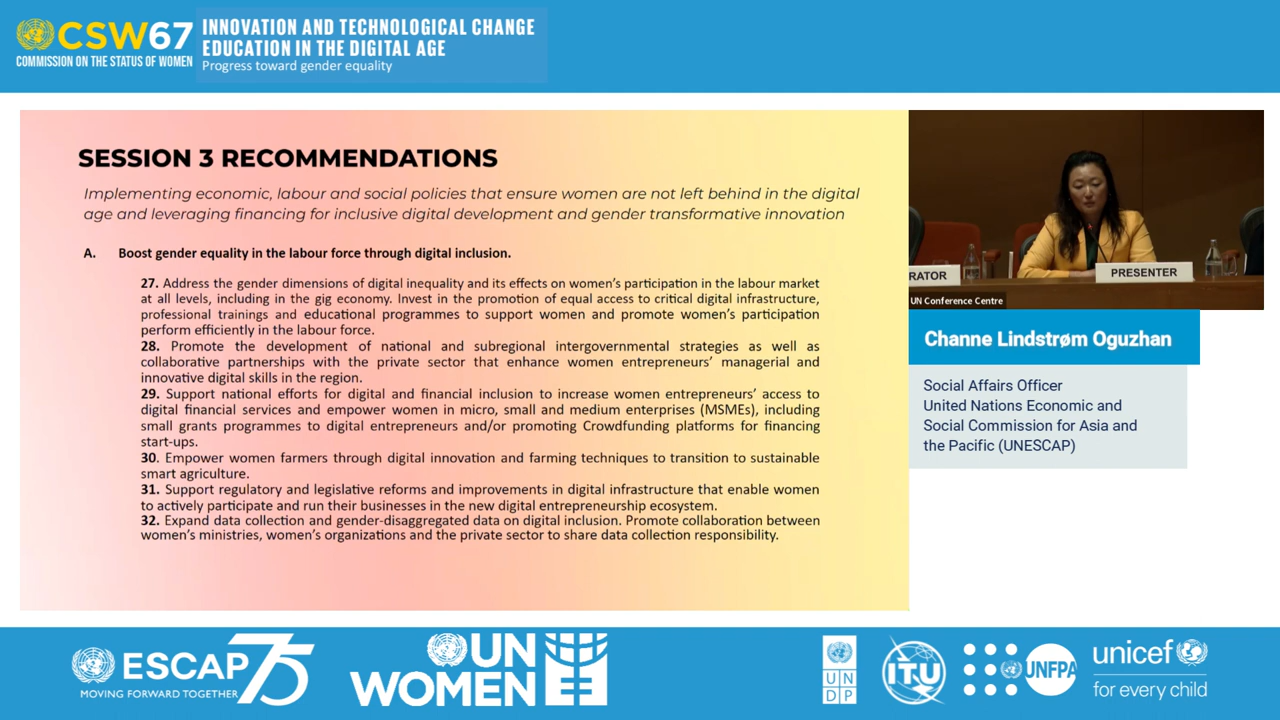 CSW67
COMMISSION ON THE STATUS OF WOMEN
INNOVATION AND TECHNOLOGICAL CHANGE
EDUCATION IN THE DIGITAL AGE
Progress toward gender equality
SESSION 3 RECOMMENDATIONS
Implementing economic, labour and social policies that ensure women are not left behind in the digital
age and leveraging financing for inclusive digital development and gender transformative innovation
A. Boost gender equality in the labour force through digital inclusion.
27. Address the gender dimensions of digital inequality and its effects on women's participation in the labour market
at all levels, including in the gig economy. Invest in the promotion of equal access to critical digital infrastructure,
professional trainings and educational programmes to support women and promote women's participation
perform efficiently in the labour force.
28. Promote the development of national and subregional intergovernmental strategies as well as
collaborative partnerships with the private sector that enhance women entrepreneurs' managerial and
innovative digital skills in the region.
29. Support national efforts for digital and financial inclusion to increase women entrepreneurs' access to
digital financial services and empower women in micro, small and medium enterprises (MSMEs), including
small grants programmes to digital entrepreneurs and/or promoting Crowdfunding platforms for financing
start-ups.
30. Empower women farmers through digital innovation and farming techniques to transition to sustainable
smart agriculture.
31. Support regulatory and legislative reforms and improvements in digital infrastructure that enable women
to actively participate and run their businesses in the new digital entrepreneurship ecosystem.
32. Expand data collection and gender-disaggregated data on digital inclusion. Promote collaboration between
women's ministries, women's organizations and the private sector to share data collection responsibility.
RATOR
PRESENTER
UN Conference Centre
Channe Lindstrøm Oguzhan
Social Affairs Officer
United Nations Economic and
Social Commission for Asia and
the Pacific (UNESCAP)
ESCAP 75
MOVING FORWARD TOGETHER
UN
WOMEN
UN
DP
ITU
UNFPA
unicef
for every child